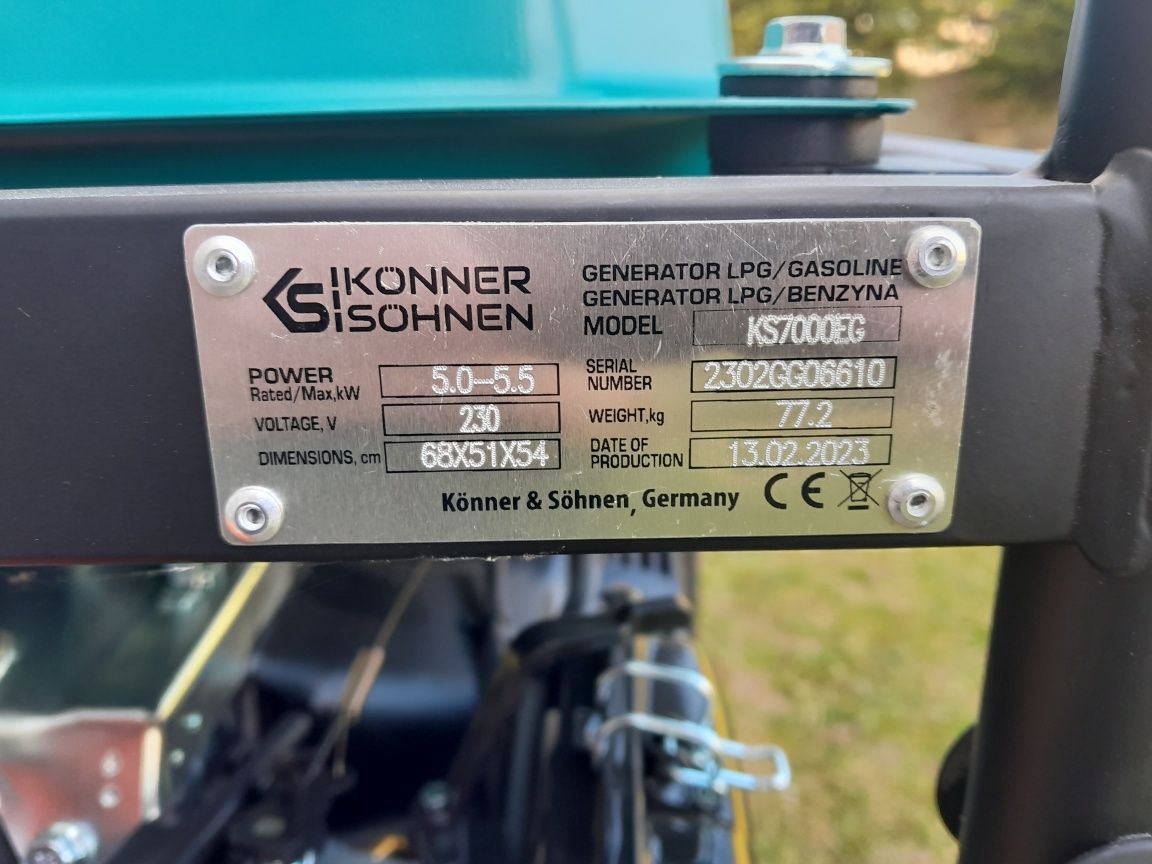 KS KÖNNER
SÖHNEN
GENERATOR LPG/GASOLINE
GENERATOR LPG/BENZYNA
MODEL KS7000EG
POWER
Rated/Max,kW 5.0-5.5
SERIAL
NUMBER 2302GG06610
VOLTAGE, V 230
WEIGHT,kg 77.2
DIMENSIONS, cm 68X51X54
DATE OF
PRODUCTION 13.02.2023
Könner & Söhnen, Germany CE